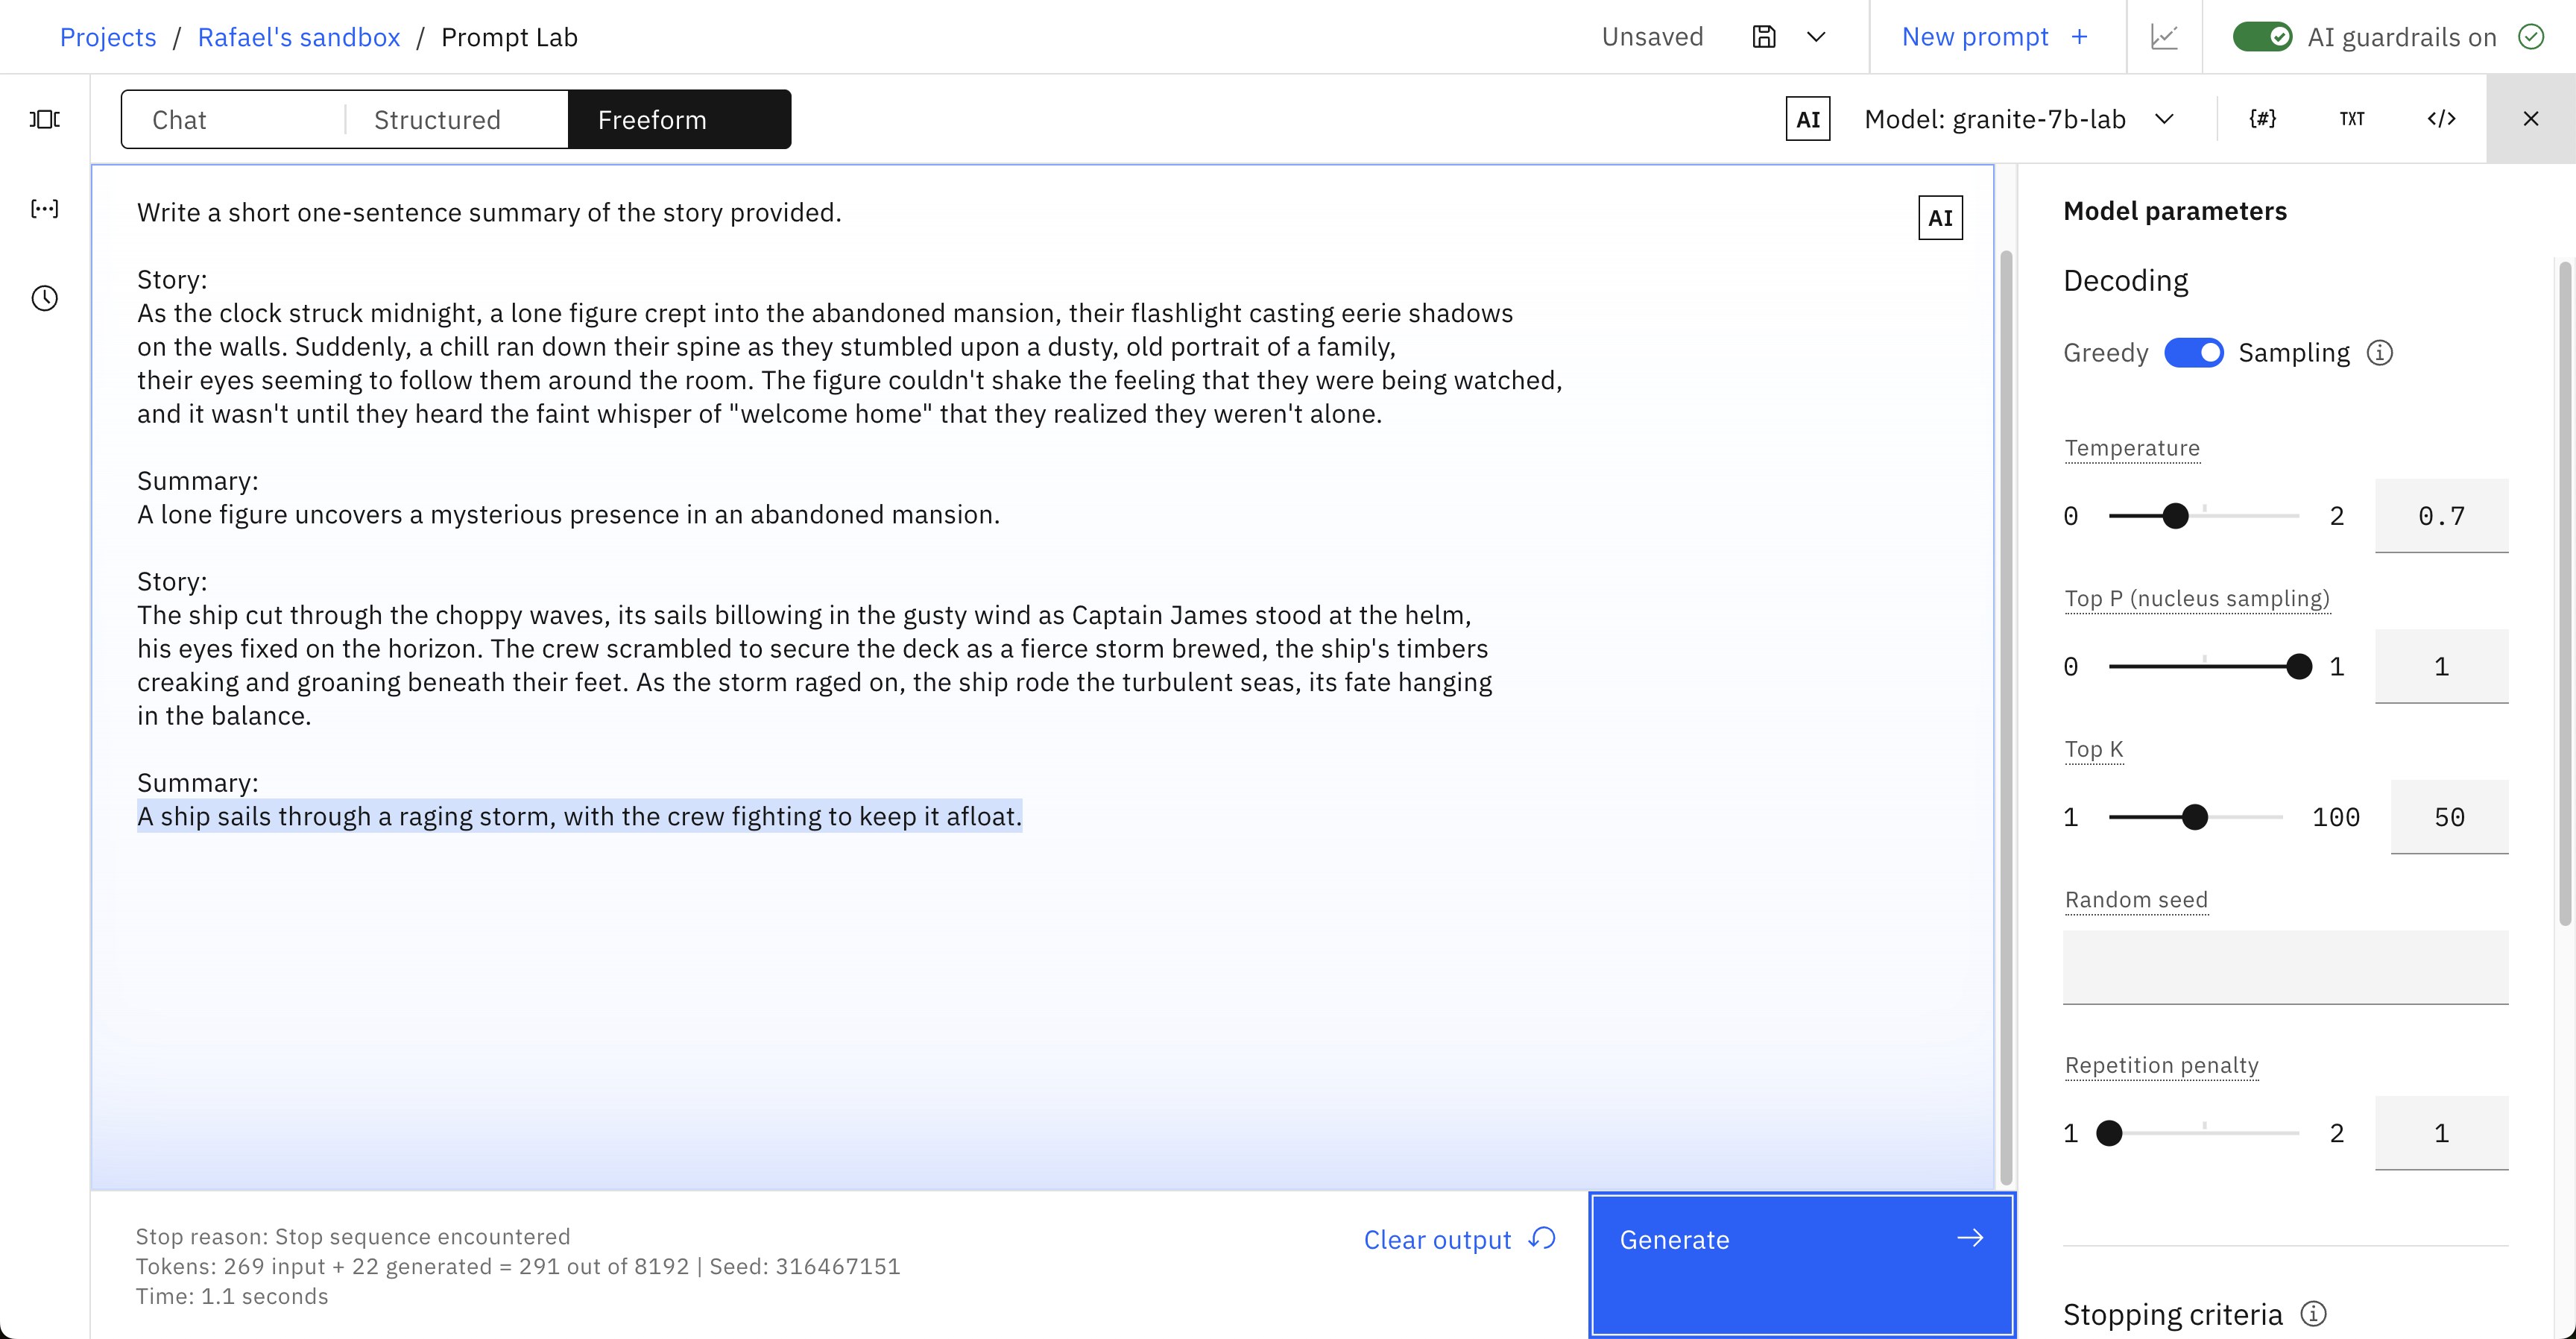 Projects / Rafael's sandbox / Prompt Lab
Unsaved
New prompt +
AI guardrails on
Chat
Structured
Freeform
AI
Model: granite-7b-lab
{#}
TXT
</>
Write a short one-sentence summary of the story provided.
AI
Story:
As the clock struck midnight, a lone figure crept into the abandoned mansion, their flashlight casting eerie shadows
on the walls. Suddenly, a chill ran down their spine as they stumbled upon a dusty, old portrait of a family,
their eyes seeming to follow them around the room. The figure couldn't shake the feeling that they were being watched,
and it wasn't until they heard the faint whisper of "welcome home" that they realized they weren't alone.
Summary:
A lone figure uncovers a mysterious presence in an abandoned mansion.
Story:
The ship cut through the choppy waves, its sails billowing in the gusty wind as Captain James stood at the helm,
his eyes fixed on the horizon. The crew scrambled to secure the deck as a fierce storm brewed, the ship's timbers
creaking and groaning beneath their feet. As the storm raged on, the ship rode the turbulent seas, its fate hanging
in the balance.
Summary:
A ship sails through a raging storm, with the crew fighting to keep it afloat.
Stop reason: Stop sequence encountered
Tokens: 269 input + 22 generated = 291 out of 8192 | Seed: 316467151
Time: 1.1 seconds
Clear output
Generate
Model parameters
Decoding
Greedy Sampling
Temperature
0 2 0.7
Top P (nucleus sampling)
0 1 1
Top K
1 100 50
Random seed
Repetition penalty
1 2 1
Stopping criteria